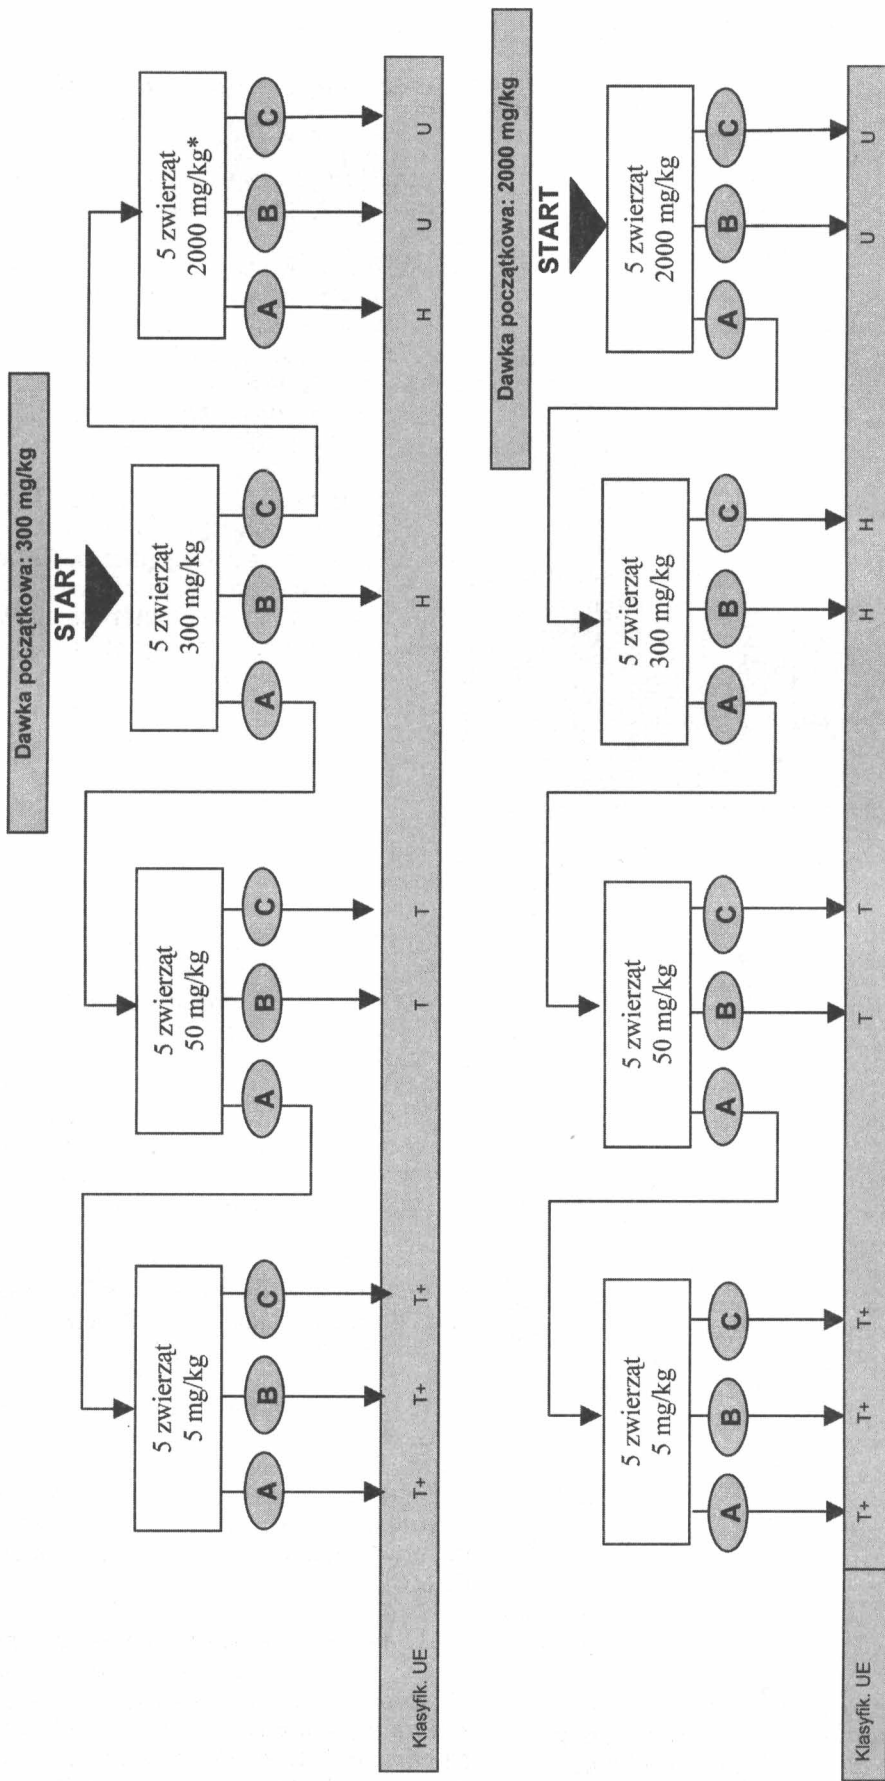 Dawka początkowa: 300 mg/kg
START
5 zwierząt
5 mg/kg
5 zwierząt
50 mg/kg
5 zwierząt
300 mg/kg
5 zwierząt
2000 mg/kg*
A B C A B C A B C A B C
Klasyfik. UE T+ T+ T+ T T H H U U
Dawka początkowa: 2000 mg/kg
START
5 zwierząt
5 mg/kg
5 zwierząt
50 mg/kg
5 zwierząt
300 mg/kg
5 zwierząt
2000 mg/kg
A B C A B C A B C A B C
Klasyfik. UE T+ T+ T+ T T H H U U